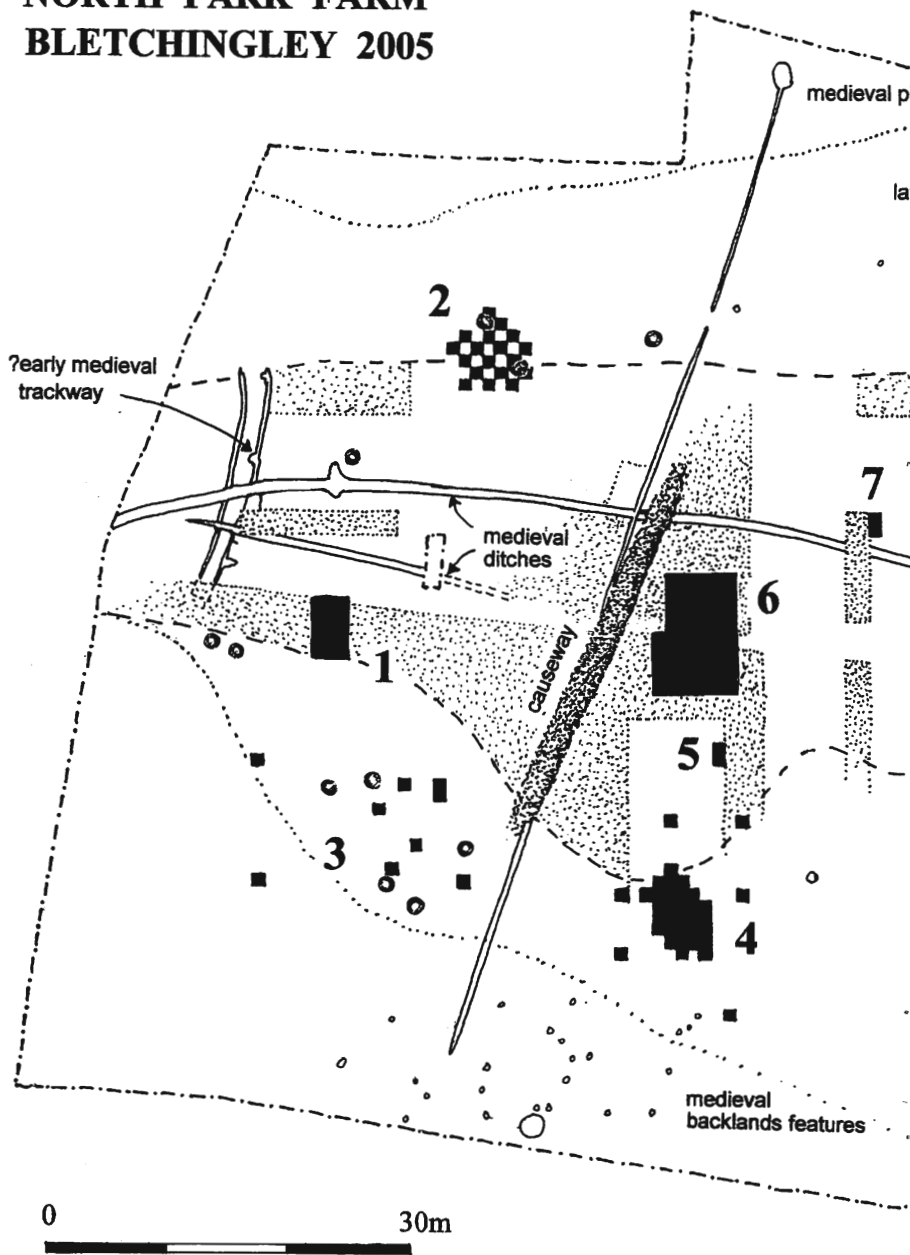 NORTH PARK FARM
BLETCHINGLEY 2005
medieval p
la
2
?early medieval
trackway
7
medieval
ditches
6
1
causeway
5
3
4
medieval
backlands features
0
30m